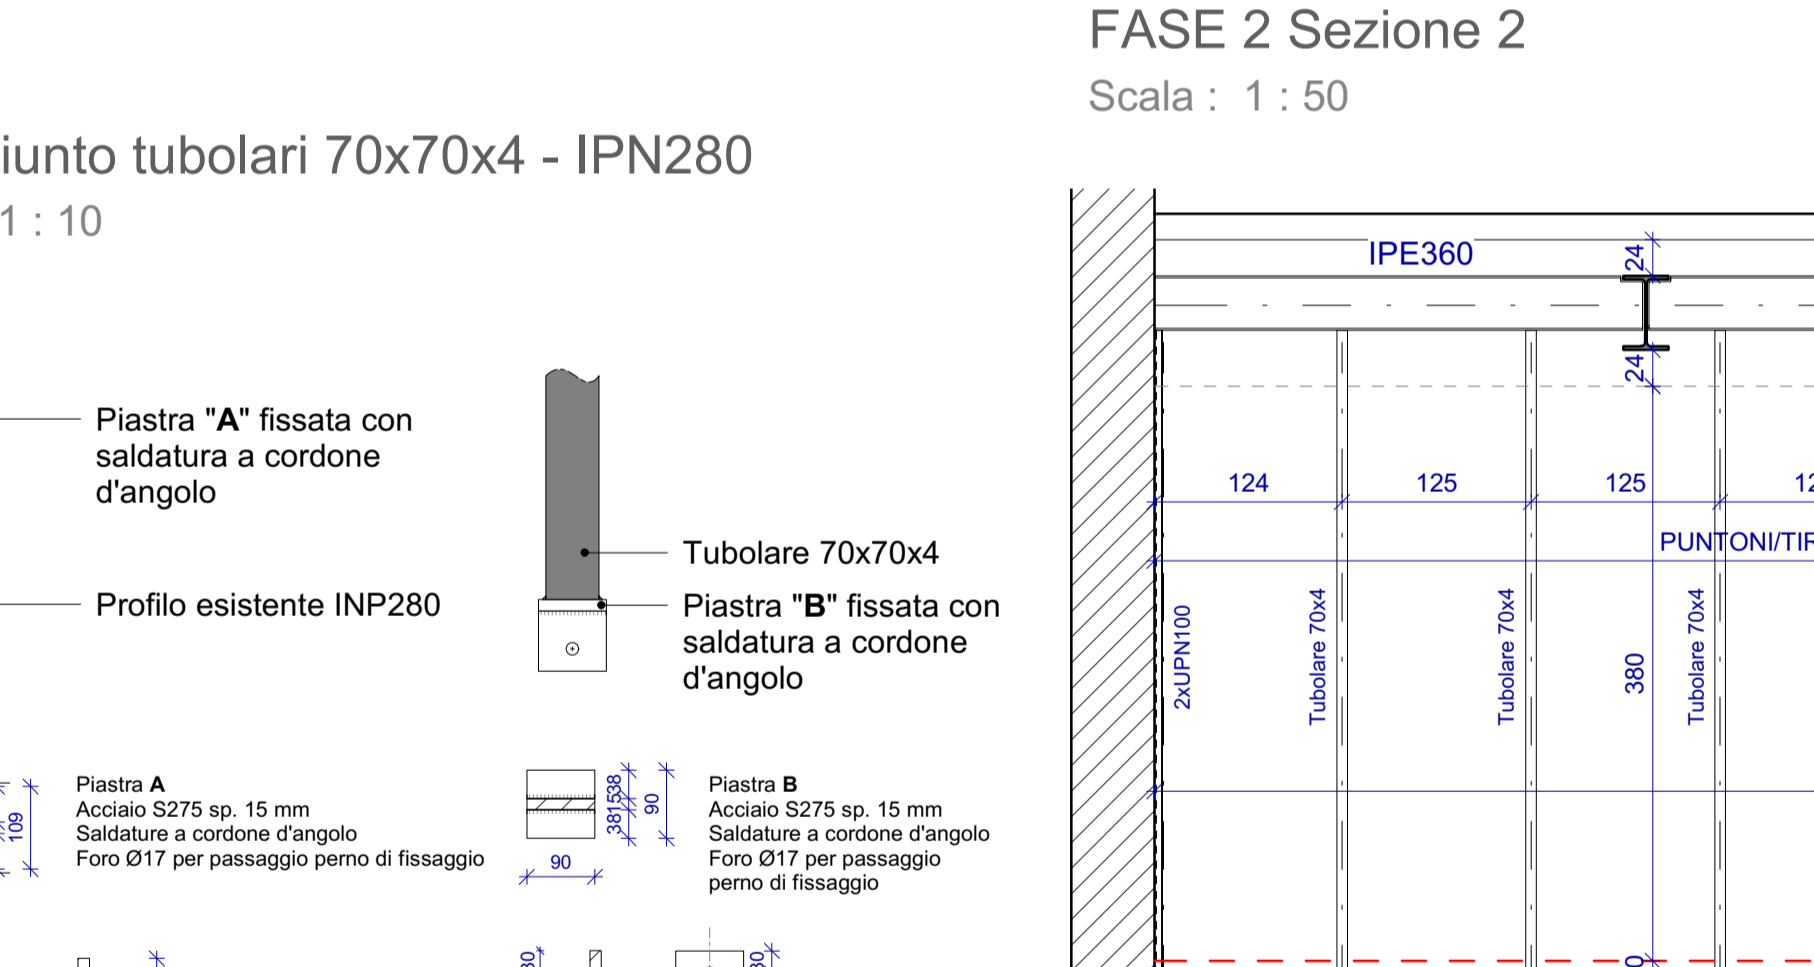 FASE 2 Sezione 2
Scala : 1 : 50
iunto tubolari 70x70x4 - IPN280
1 : 10
Piastra "A" fissata con
saldatura a cordone
d'angolo
Profilo esistente INP280
Tubolare 70x70x4
Piastra "B" fissata con
saldatura a cordone
d'angolo
109
Piastra A
Acciaio S275 sp. 15 mm
Saldature a cordone d'angolo
Foro Ø17 per passaggio perno di fissaggio
381538
90
90
Piastra B
Acciaio S275 sp. 15 mm
Saldature a cordone d'angolo
Foro Ø17 per passaggio
perno di fissaggio
IPE360
24
24
124
125
125
PUNTONI/TIR
2xUPN100
Tubolare 70x4
Tubolare 70x4
380
Tubolare 70x4